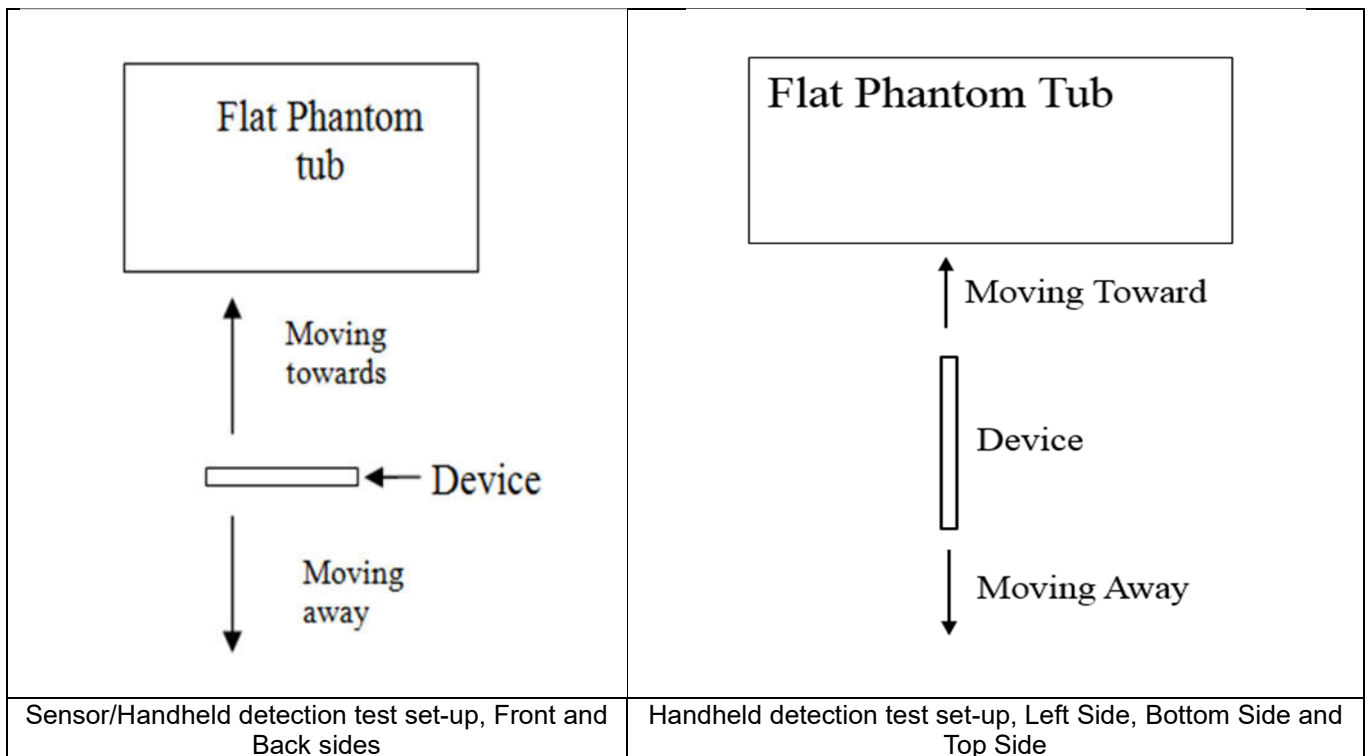 Flat Phantom
tub
Moving
towards
Device
Moving
away
Flat Phantom Tub
Moving Toward
Device
Moving Away
Sensor/Handheld detection test set-up, Front and
Back sides
Handheld detection test set-up, Left Side, Bottom Side and
Top Side